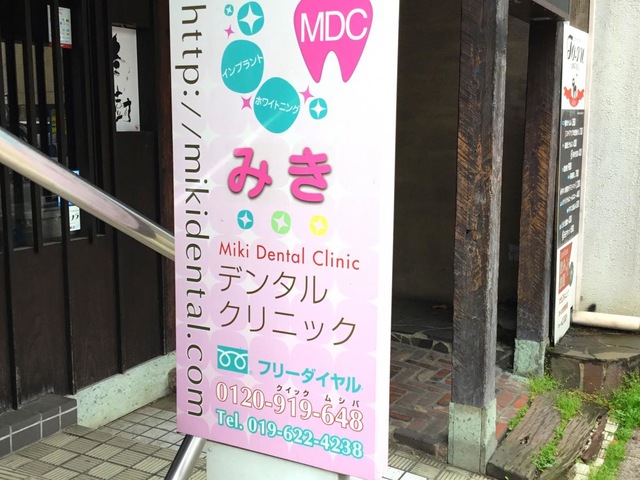 MDC
インプラント
ホワイトニング
みき
Miki Dental Clinic
デンタル
クリニック
フリーダイヤル
クイック ムシバ
0120-919-648
Tel. 019-622-4238
http://mikidental.com